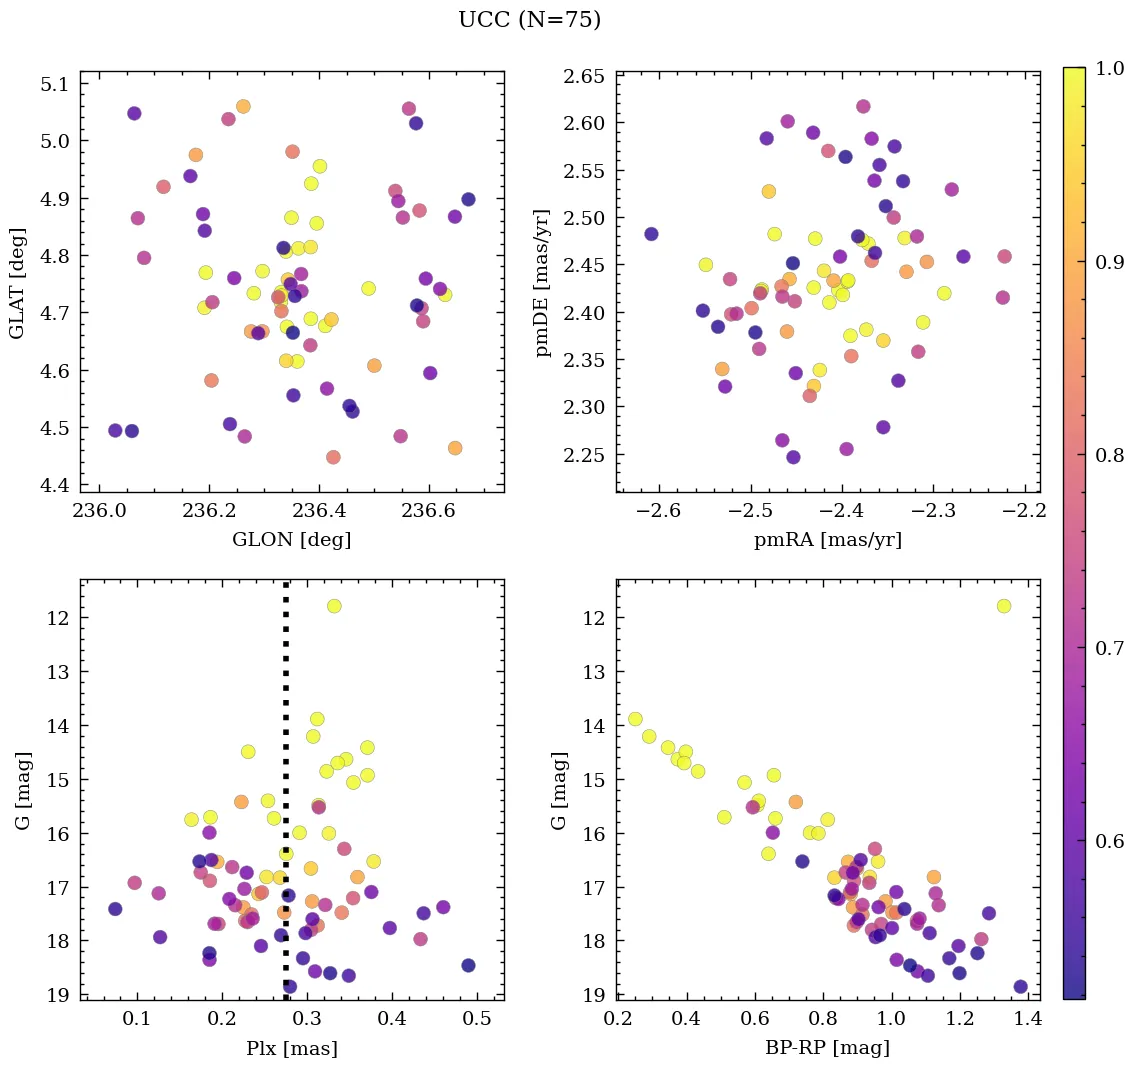 UCC (N=75)
5.1
5.0
4.9
4.8
4.7
4.6
4.5
4.4
GLAT [deg]
236.0 236.2 236.4 236.6
GLON [deg]
2.65
2.60
2.55
2.50
2.45
2.40
2.35
2.30
2.25
pmDE [mas/yr]
−2.6 −2.5 −2.4 −2.3 −2.2
pmRA [mas/yr]
12
13
14
15
16
17
18
19
G [mag]
0.1 0.2 0.3 0.4 0.5
Plx [mas]
12
13
14
15
16
17
18
19
G [mag]
0.2 0.4 0.6 0.8 1.0 1.2 1.4
BP-RP [mag]
1.0
0.9
0.8
0.7
0.6